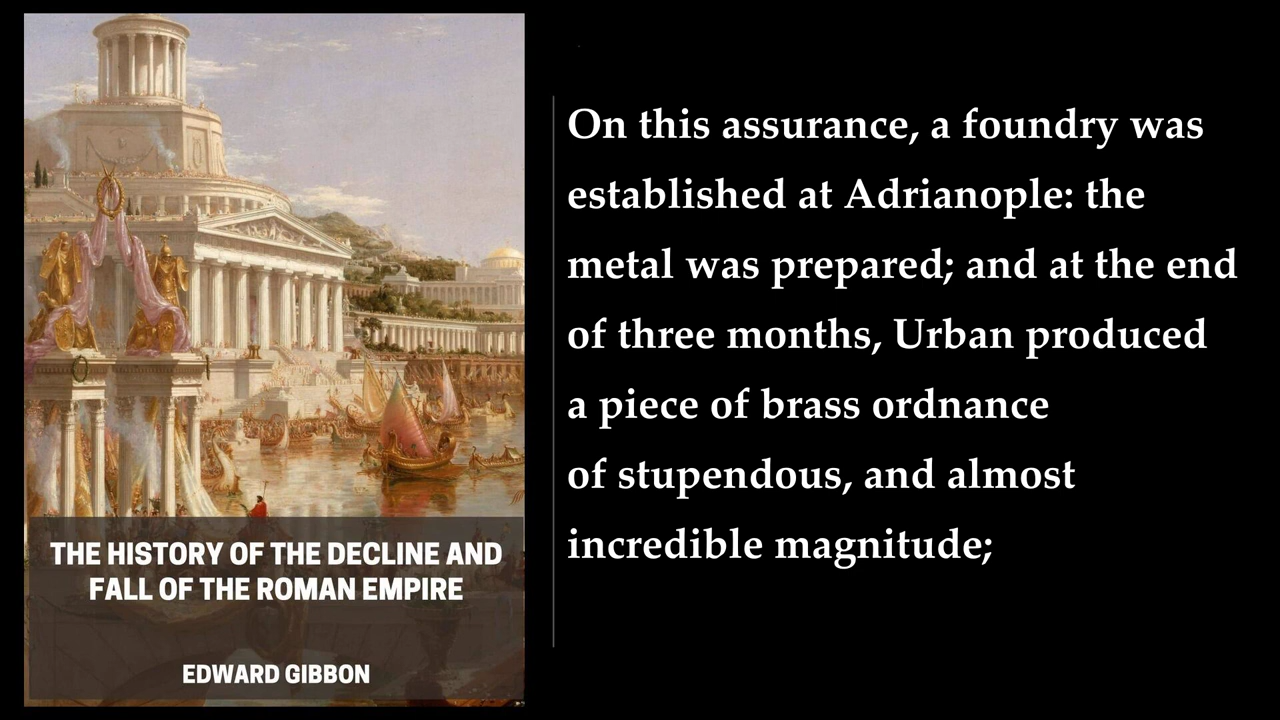 THE HISTORY OF THE DECLINE AND
FALL OF THE ROMAN EMPIRE
EDWARD GIBBON
On this assurance, a foundry was
established at Adrianople: the
metal was prepared; and at the end
of three months, Urban produced
a piece of brass ordnance
of stupendous, and almost
incredible magnitude;